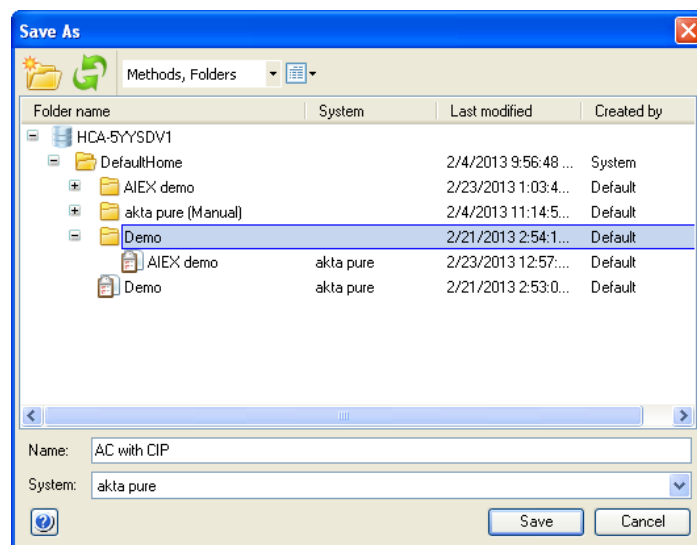 Save As
Methods, Folders
Folder name System Last modified Created by
HCA-5YYSDV1
DefaultHome 2/4/2013 9:56:48 ... System
AIEX demo 2/23/2013 1:03:4... Default
akta pure (Manual) 2/4/2013 11:14:5... Default
Demo 2/21/2013 2:54:1... Default
AIEX demo akta pure 2/23/2013 12:57:... Default
Demo akta pure 2/21/2013 2:53:0... Default
Name: AC with CIP
System: akta pure
Save Cancel